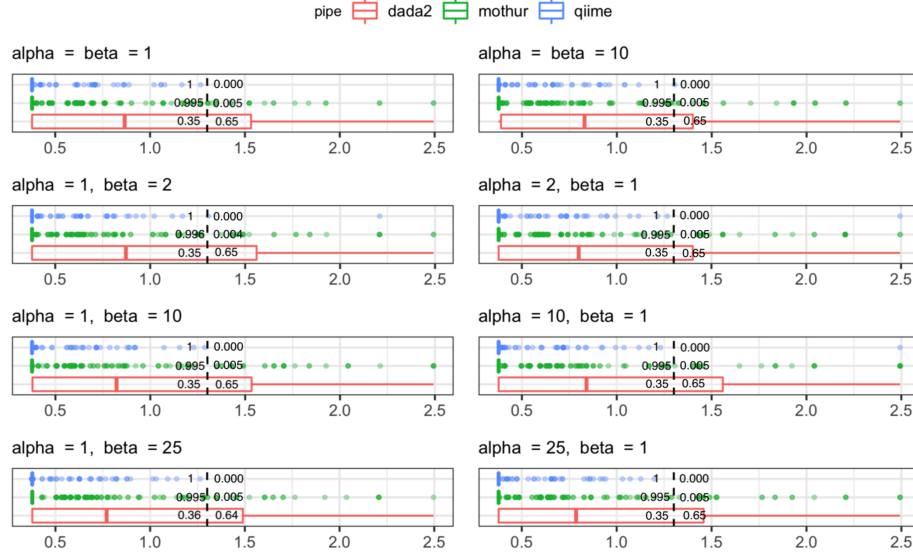 pipe dada2 mothur qiime
alpha = beta = 1
1 0.000
0.995 0.005
0.35 0.65
0.5 1.0 1.5 2.0 2.5
alpha = beta = 10
1 0.000
0.995 0.005
0.35 0.65
0.5 1.0 1.5 2.0 2.5
alpha = 1, beta = 2
1 0.000
0.996 0.004
0.35 0.65
0.5 1.0 1.5 2.0 2.5
alpha = 2, beta = 1
1 0.000
0.995 0.005
0.35 0.65
0.5 1.0 1.5 2.0 2.5
alpha = 1, beta = 10
1 0.000
0.995 0.005
0.35 0.65
0.5 1.0 1.5 2.0 2.5
alpha = 10, beta = 1
1 0.000
0.995 0.005
0.35 0.65
0.5 1.0 1.5 2.0 2.5
alpha = 1, beta = 25
1 0.000
0.995 0.005
0.36 0.64
0.5 1.0 1.5 2.0 2.5
alpha = 25, beta = 1
1 0.000
0.995 0.005
0.35 0.65
0.5 1.0 1.5 2.0 2.5